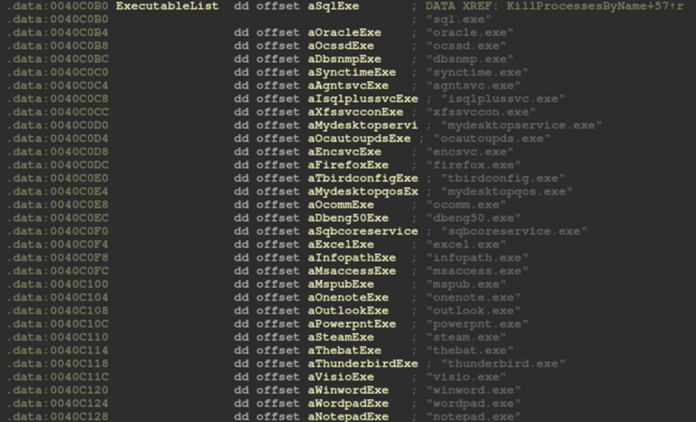 .data:0040C0B0 ExecutableList dd offset aSqlExe ; DATA XREF: KillProcessesByName+57↑r
.data:0040C0B0 ; "sql.exe"
.data:0040C0B4 dd offset aOracleExe ; "oracle.exe"
.data:0040C0B8 dd offset aOcssdExe ; "ocssd.exe"
.data:0040C0BC dd offset aDbsnmpExe ; "dbsnmp.exe"
.data:0040C0C0 dd offset aSynctimeExe ; "synctime.exe"
.data:0040C0C4 dd offset aAgntsvcExe ; "agntsvc.exe"
.data:0040C0C8 dd offset aIsqlplussvcExe ; "isqlplussvc.exe"
.data:0040C0CC dd offset aXfssvcconExe ; "xfssvccon.exe"
.data:0040C0D0 dd offset aMydesktopservi ; "mydesktopservice.exe"
.data:0040C0D4 dd offset aOcautoupdsExe ; "ocautoupds.exe"
.data:0040C0D8 dd offset aEncsvcExe ; "encsvc.exe"
.data:0040C0DC dd offset aFirefoxExe ; "firefox.exe"
.data:0040C0E0 dd offset aTbirdconfigExe ; "tbirdconfig.exe"
.data:0040C0E4 dd offset aMydesktopqosEx ; "mydesktopqos.exe"
.data:0040C0E8 dd offset aOcommExe ; "ocomm.exe"
.data:0040C0EC dd offset aDbeng50Exe ; "dbeng50.exe"
.data:0040C0F0 dd offset aSqbcoreservice ; "sqbcoreservice.exe"
.data:0040C0F4 dd offset aExcelExe ; "excel.exe"
.data:0040C0F8 dd offset aInfopathExe ; "infopath.exe"
.data:0040C0FC dd offset aMsaccessExe ; "msaccess.exe"
.data:0040C100 dd offset aMspubExe ; "mspub.exe"
.data:0040C104 dd offset aOnenoteExe ; "onenote.exe"
.data:0040C108 dd offset aOutlookExe ; "outlook.exe"
.data:0040C10C dd offset aPowerpntExe ; "powerpnt.exe"
.data:0040C110 dd offset aSteamExe ; "steam.exe"
.data:0040C114 dd offset aThebatExe ; "thebat.exe"
.data:0040C118 dd offset aThunderbirdExe ; "thunderbird.exe"
.data:0040C11C dd offset aVisioExe ; "visio.exe"
.data:0040C120 dd offset aWinwordExe ; "winword.exe"
.data:0040C124 dd offset aWordpadExe ; "wordpad.exe"
.data:0040C128 dd offset aNotepadExe ; "notepad.exe"